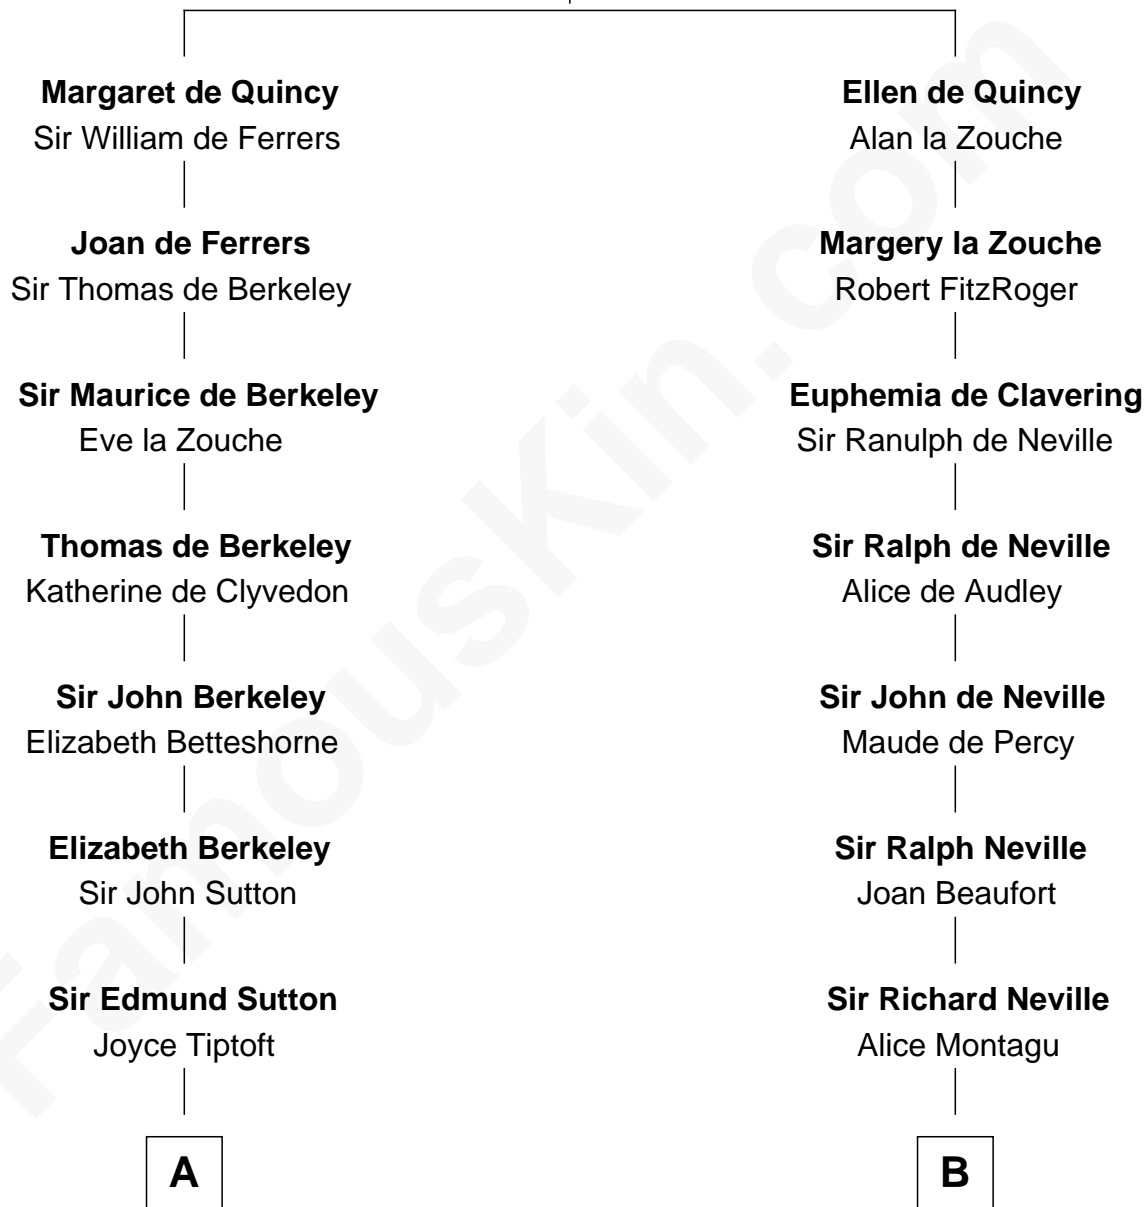 Margaret de Quincy
Sir William de Ferrers
Joan de Ferrers
Sir Thomas de Berkeley
Sir Maurice de Berkeley
Eve la Zouche
Thomas de Berkeley
Katherine de Clyvedon
Sir John Berkeley
Elizabeth Betteshorne
Elizabeth Berkeley
Sir John Sutton
Sir Edmund Sutton
Joyce Tiptoft
A
Ellen de Quincy
Alan la Zouche
Margery la Zouche
Robert FitzRoger
Euphemia de Clavering
Sir Ranulph de Neville
Sir Ralph de Neville
Alice de Audley
Sir John de Neville
Maude de Percy
Sir Ralph Neville
Joan Beaufort
Sir Richard Neville
Alice Montagu
B
FamousKin.com